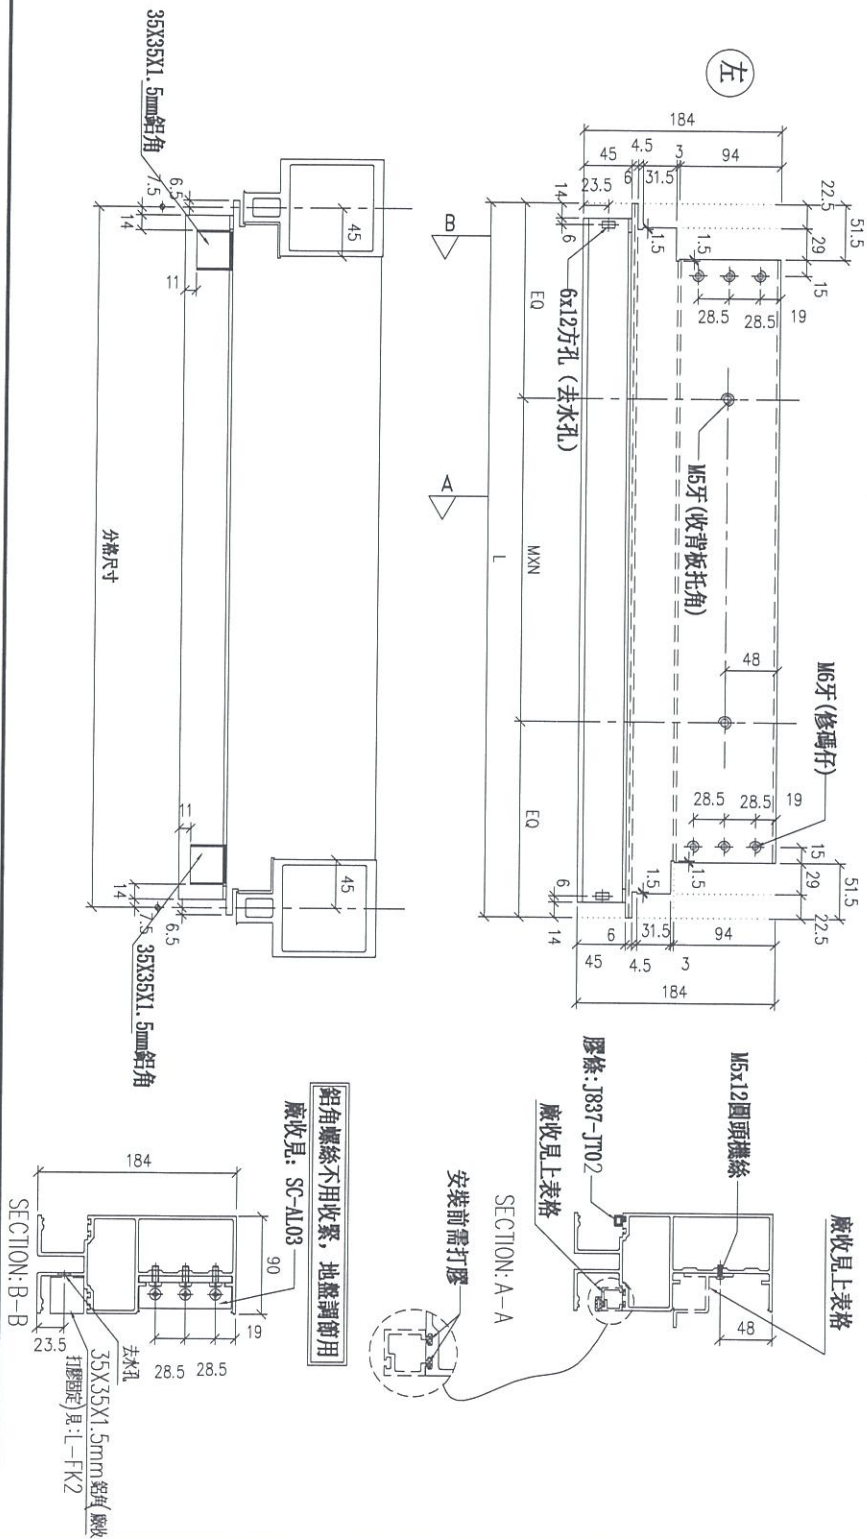 左
184
45
4.5
31.5
3
94
23.5
6
14
6
1.5
1.5
22.5
51.5
29
15
28.5
28.5
19
B
A
EQ
MXN
EQ
L
6x12方孔 (去水孔)
M5牙(收背板托角)
48
M6牙(修碼仔)
28.5
28.5
19
15
29
51.5
22.5
1.5
1.5
6
14
6
31.5
94
45
4.5
3
184
35X35X1.5mm鋁角
7.5
6.5
14
11
45
分格尺寸
11
14
7.5
6.5
45
35X35X1.5mm鋁角
M5x12圓頭機絲
廠收見上表格
48
膠條:J837-JT02
廠收見上表格
SECTION: A-A
安裝前需打膠
鋁角螺絲不用收緊, 地盤調節用
廠收見: SC-AL03
184
90
19
28.5
28.5
23.5
去水孔
35X35X1.5mm鋁角(廠收
打膠固定)見:L-FK2
SECTION: B-B